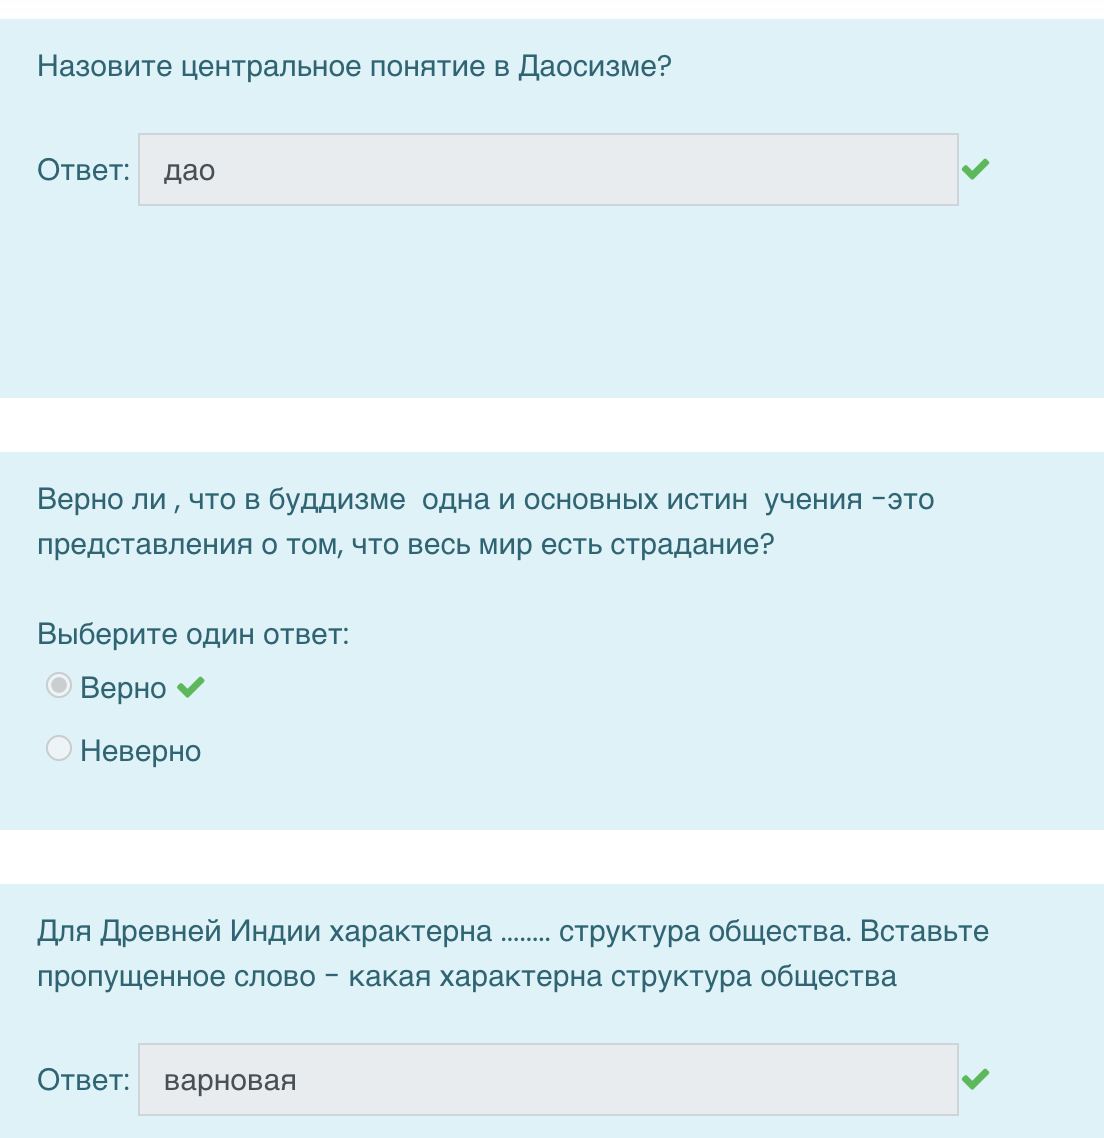 Назовите центральное понятие в Даосизме?
Ответ: дао
Верно ли , что в буддизме  одна и основных истин  учения -это
представления о том, что весь мир есть страдание?
Выберите один ответ:
Верно
Неверно
Для Древней Индии характерна ........ структура общества. Вставьте
пропущенное слово - какая характерна структура общества
Ответ: варновая